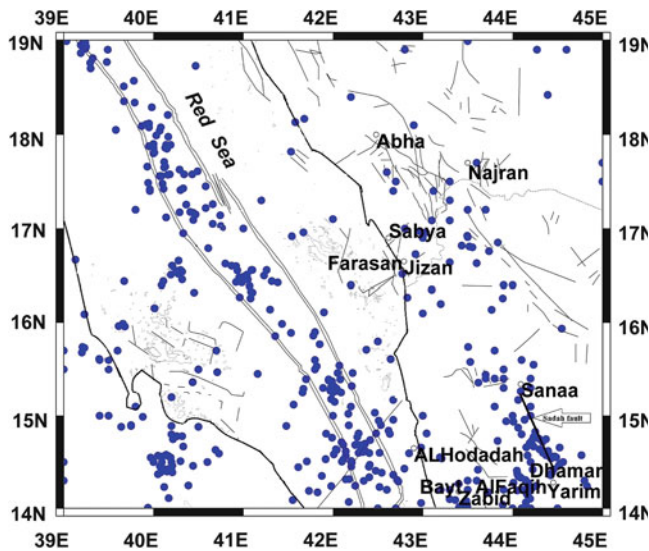 39E 40E 41E 42E 43E 44E 45E
19N 19N
Red Sea
18N 18N
Abha
Najran
17N 17N
Sabya
Farasan Jizan
16N 16N
Sanaa
15N 15N
Sadah fault
ALHodadah
Dhamar
Bayt AlFaqih Yarim
Zabid
14N 14N
39E 40E 41E 42E 43E 44E 45E